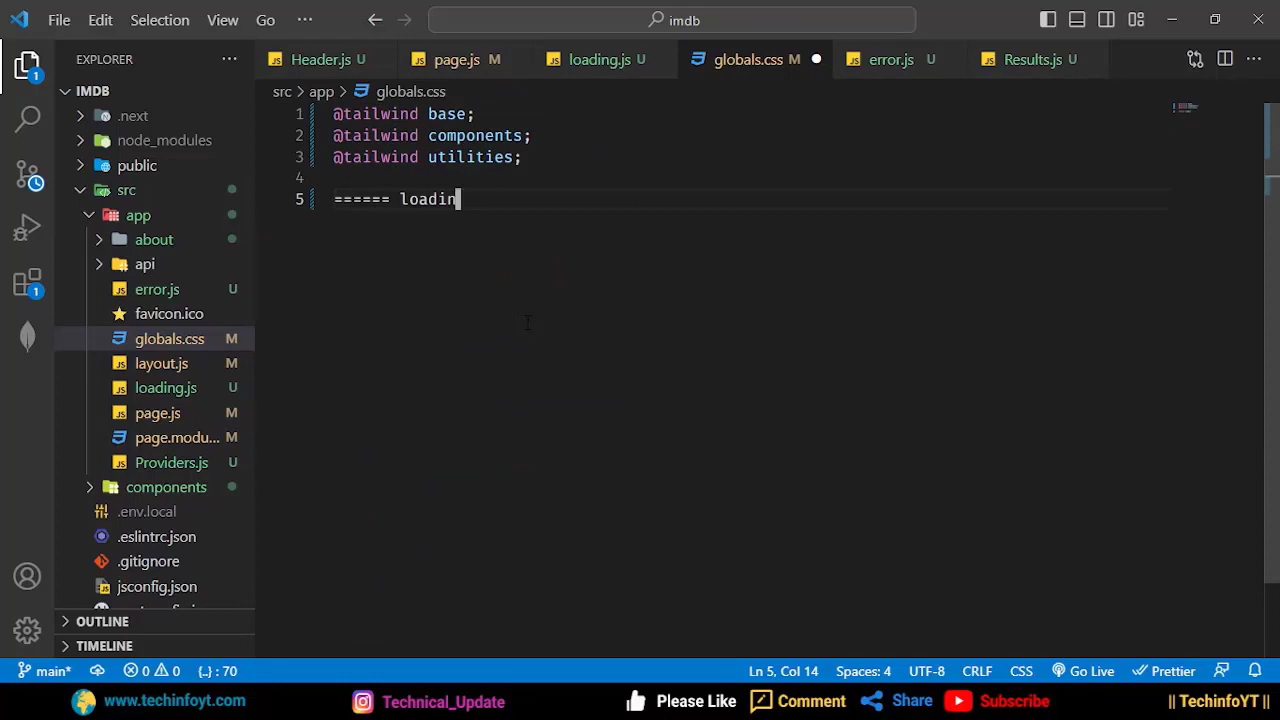 File Edit Selection View Go ···
imdb
EXPLORER ···
Header.js U
page.js M
loading.js U
globals.css M
error.js U
Results.js U
···
src > app > globals.css
IMDB
.next
node_modules
public
src
app
about
api
error.js U
favicon.ico
globals.css M
layout.js M
loading.js U
page.js M
page.modu... M
Providers.js U
components
.env.local
.eslintrc.json
.gitignore
jsconfig.json
OUTLINE
TIMELINE
1 @tailwind base;
2 @tailwind components;
3 @tailwind utilities;
4
5 ====== loadin
1
1
main* 0 0 {..} : 70 Ln 5, Col 14 Spaces: 4 UTF-8 CRLF CSS Go Live Prettier
www.techinfoyt.com Technical_Update Please Like Comment Share Subscribe || TechinfoYT ||